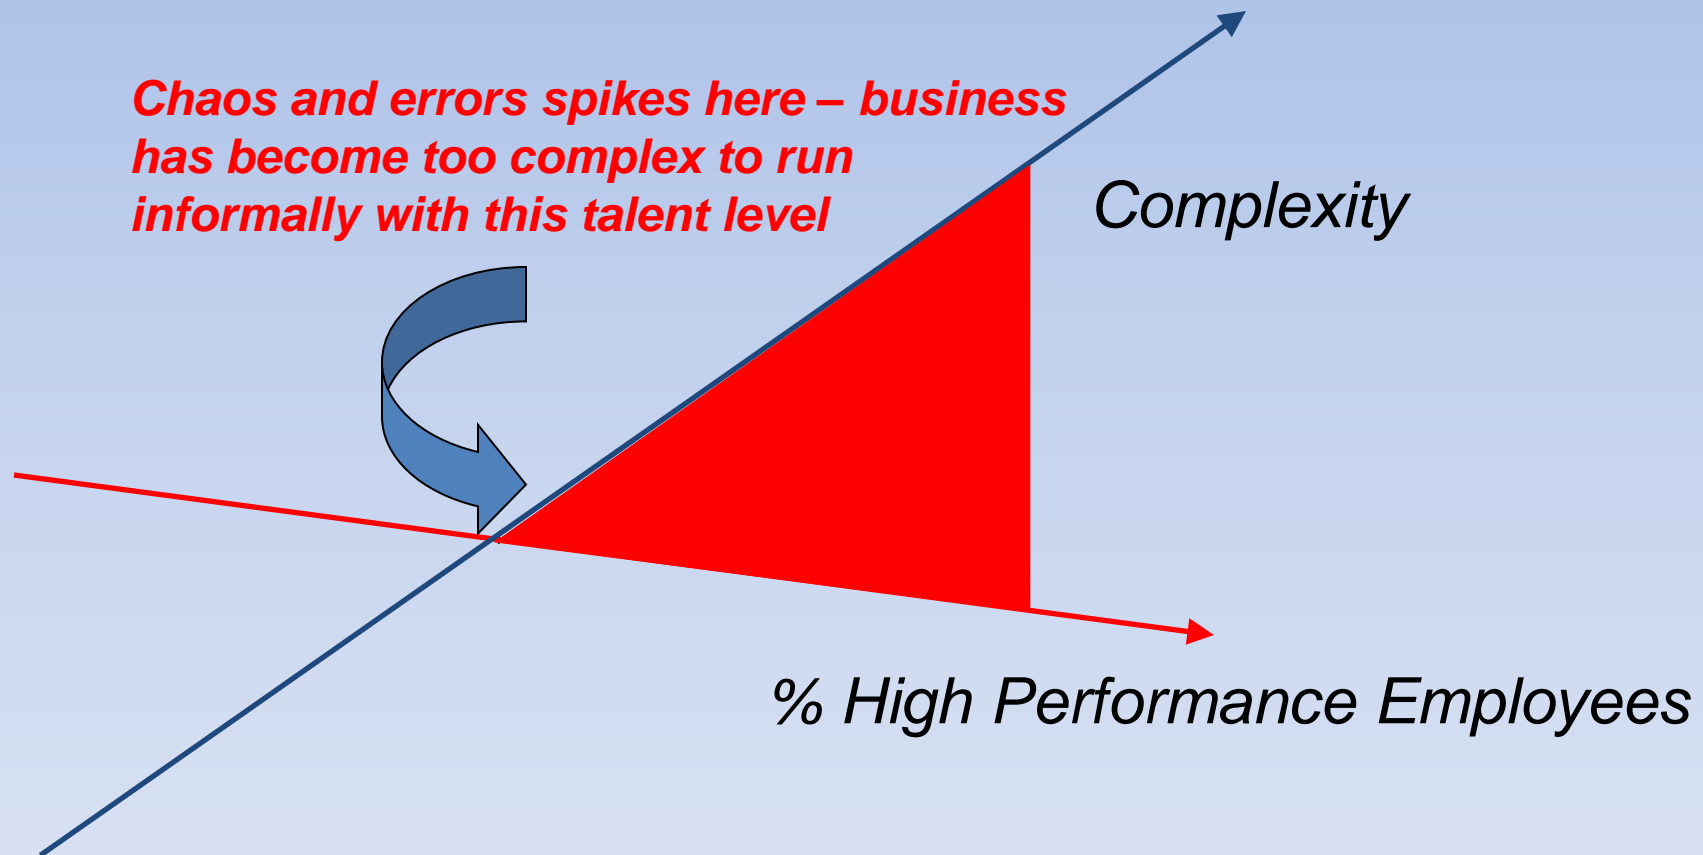 Chaos and errors spikes here – business
has become too complex to run
informally with this talent level
Complexity
% High Performance Employees